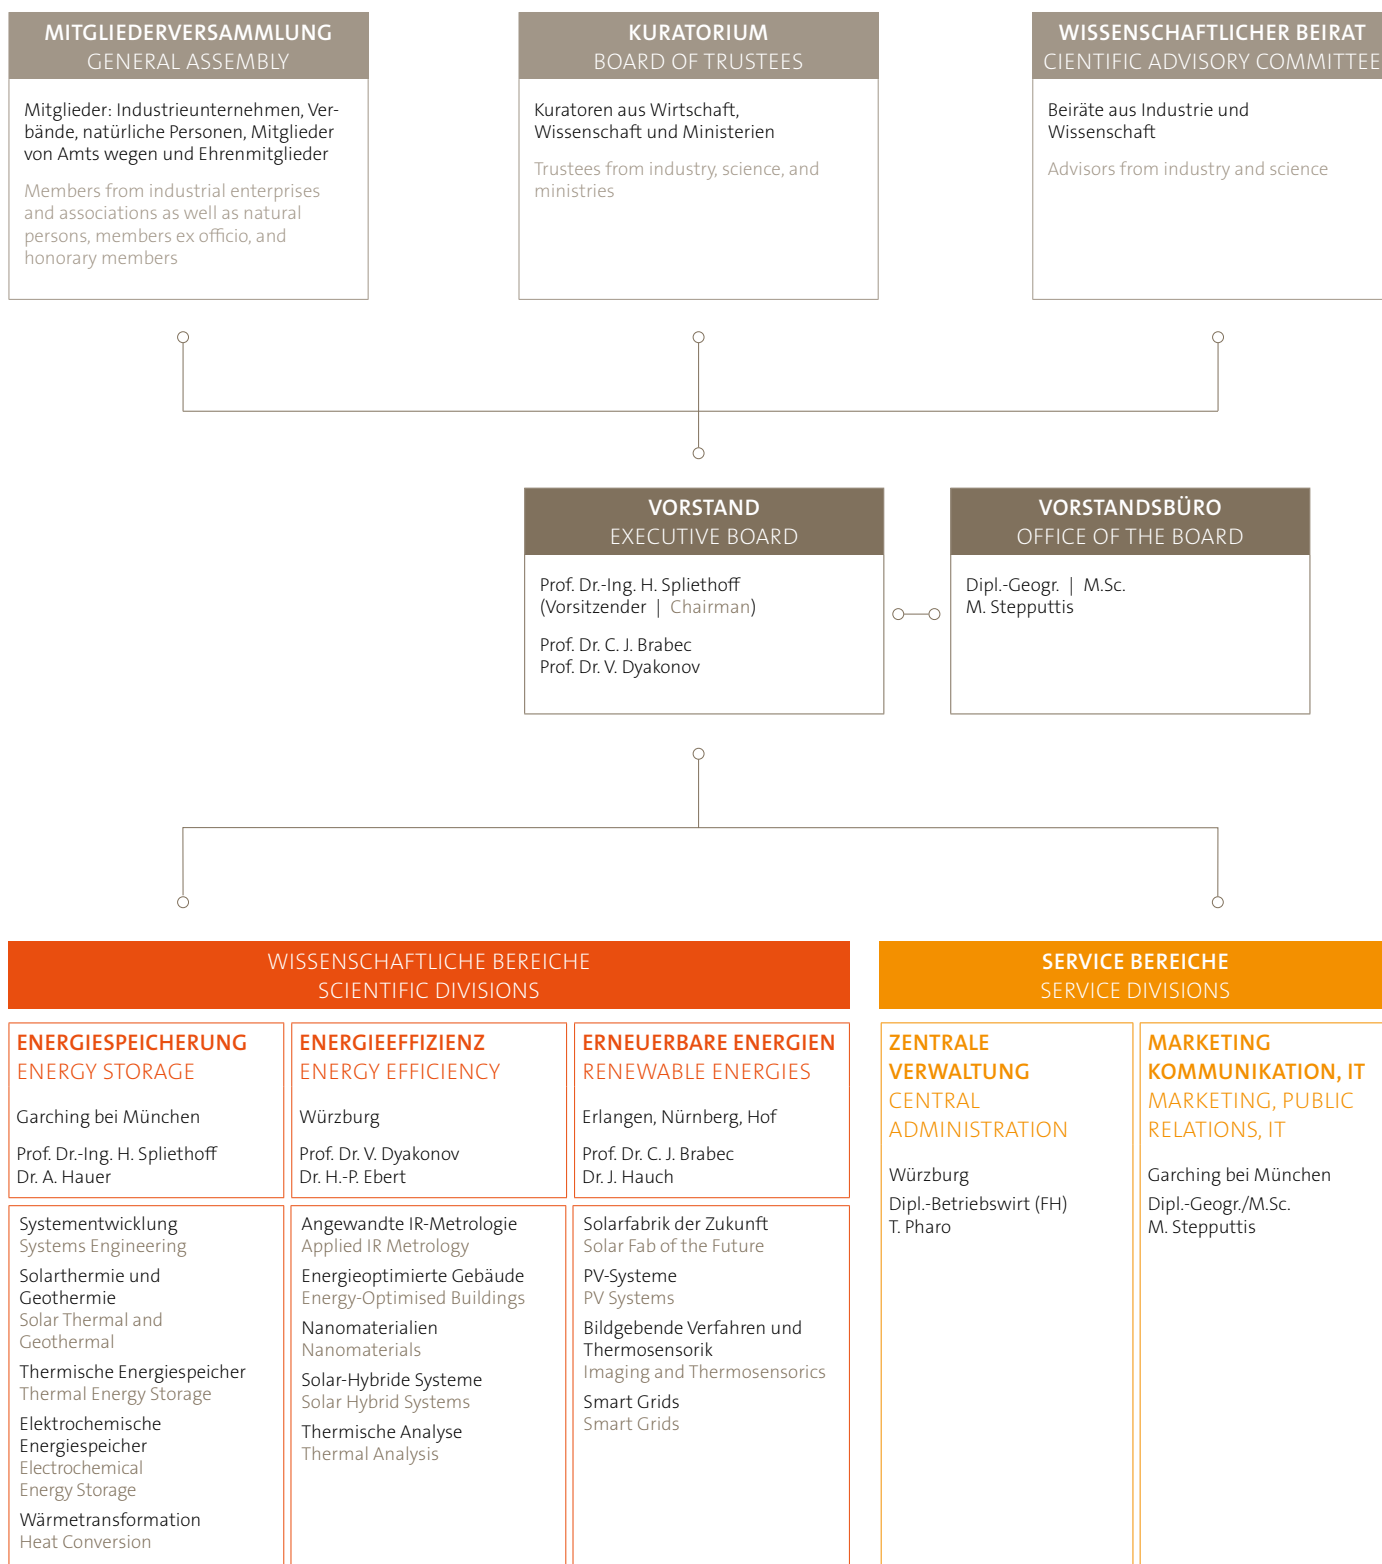 MITGLIEDERVERSAMMLUNG
GENERAL ASSEMBLY
Mitglieder: Industrieunternehmen, Ver-
bände, natürliche Personen, Mitglieder
von Amts wegen und Ehrenmitglieder
Members from industrial enterprises
and associations as well as natural
persons, members ex officio, and
honorary members
KURATORIUM
BOARD OF TRUSTEES
Kuratoren aus Wirtschaft,
Wissenschaft und Ministerien
Trustees from industry, science, and
ministries
WISSENSCHAFTLICHER BEIRAT
CIENTIFIC ADVISORY COMMITTEE
Beiräte aus Industrie und
Wissenschaft
Advisors from industry and science
VORSTAND
EXECUTIVE BOARD
Prof. Dr.-Ing. H. Spliethoff
(Vorsitzender | Chairman)
Prof. Dr. C. J. Brabec
Prof. Dr. V. Dyakonov
VORSTANDSBÜRO
OFFICE OF THE BOARD
Dipl.-Geogr. | M.Sc.
M. Stepputtis
WISSENSCHAFTLICHE BEREICHE
SCIENTIFIC DIVISIONS
ENERGIESPEICHERUNG
ENERGY STORAGE
Garching bei München
Prof. Dr.-Ing. H. Spliethoff
Dr. A. Hauer
Systementwicklung
Systems Engineering
Solarthermie und
Geothermie
Solar Thermal and
Geothermal
Thermische Energiespeicher
Thermal Energy Storage
Elektrochemische
Energiespeicher
Electrochemical
Energy Storage
Wärmetransformation
Heat Conversion
ENERGIEEFFIZIENZ
ENERGY EFFICIENCY
Würzburg
Prof. Dr. V. Dyakonov
Dr. H.-P. Ebert
Angewandte IR-Metrologie
Applied IR Metrology
Energieoptimierte Gebäude
Energy-Optimised Buildings
Nanomaterialien
Nanomaterials
Solar-Hybride Systeme
Solar Hybrid Systems
Thermische Analyse
Thermal Analysis
ERNEUERBARE ENERGIEN
RENEWABLE ENERGIES
Erlangen, Nürnberg, Hof
Prof. Dr. C. J. Brabec
Dr. J. Hauch
Solarfabrik der Zukunft
Solar Fab of the Future
PV-Systeme
PV Systems
Bildgebende Verfahren und
Thermosensorik
Imaging and Thermosensorics
Smart Grids
Smart Grids
SERVICE BEREICHE
SERVICE DIVISIONS
ZENTRALE
VERWALTUNG
CENTRAL
ADMINISTRATION
Würzburg
Dipl.-Betriebswirt (FH)
T. Pharo
MARKETING
KOMMUNIKATION, IT
MARKETING, PUBLIC
RELATIONS, IT
Garching bei München
Dipl.-Geogr./M.Sc.
M. Stepputtis